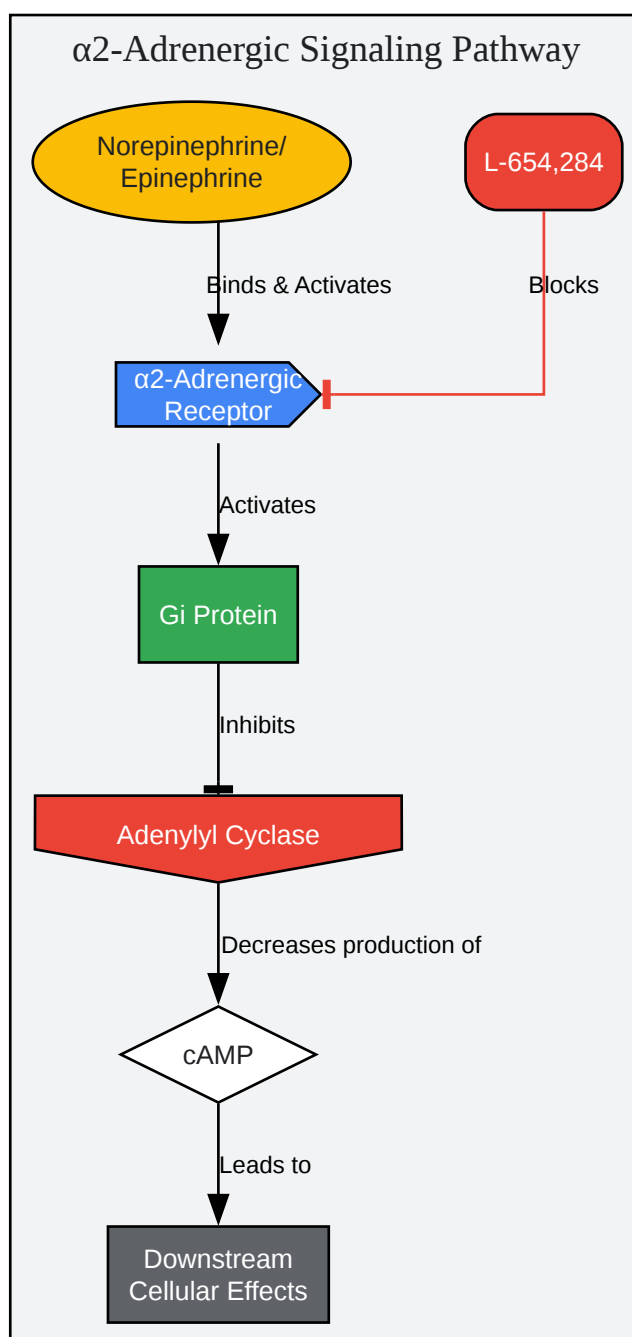 α2-Adrenergic Signaling Pathway
Norepinephrine/
Epinephrine
L-654,284
Binds & Activates
Blocks
α2-Adrenergic
Receptor
Activates
Gi Protein
Inhibits
Adenylyl Cyclase
Decreases production of
cAMP
Leads to
Downstream
Cellular Effects